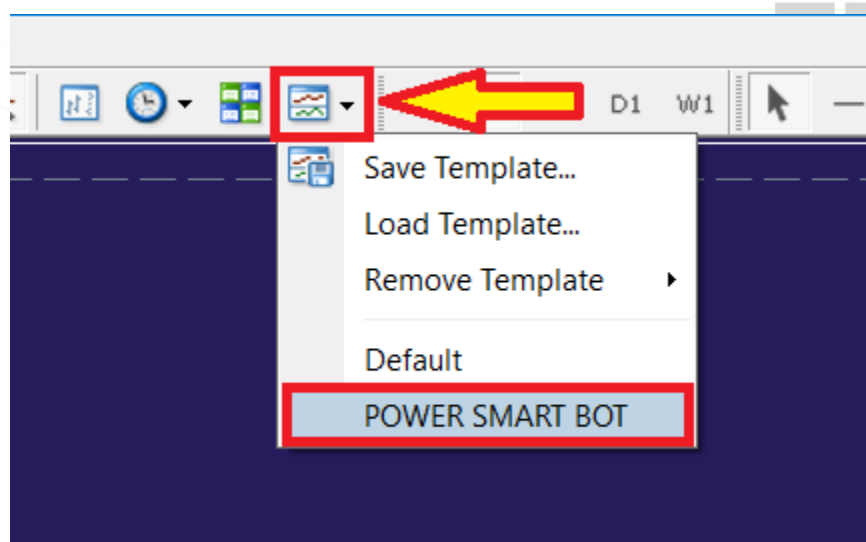 D1 W1
Save Template...
Load Template...
Remove Template
Default
POWER SMART BOT